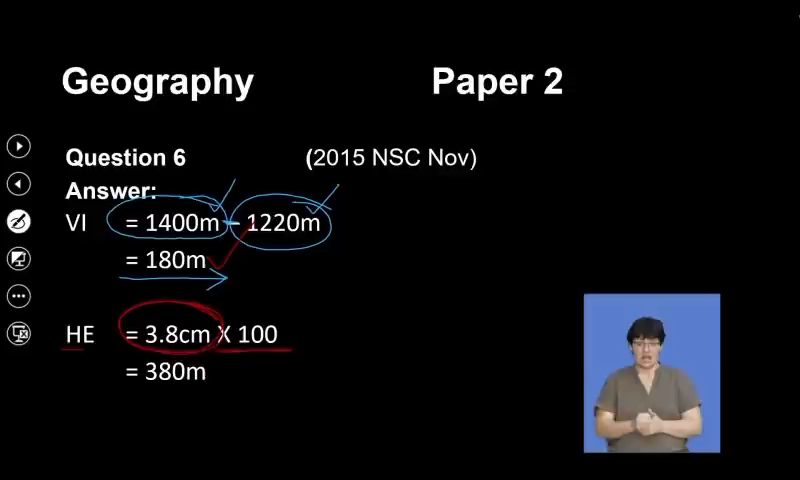 Geography Paper 2
Question 6 (2015 NSC Nov)
Answer:
VI = 1400m – 1220m
= 180m
HE = 3.8cm X 100
= 380m